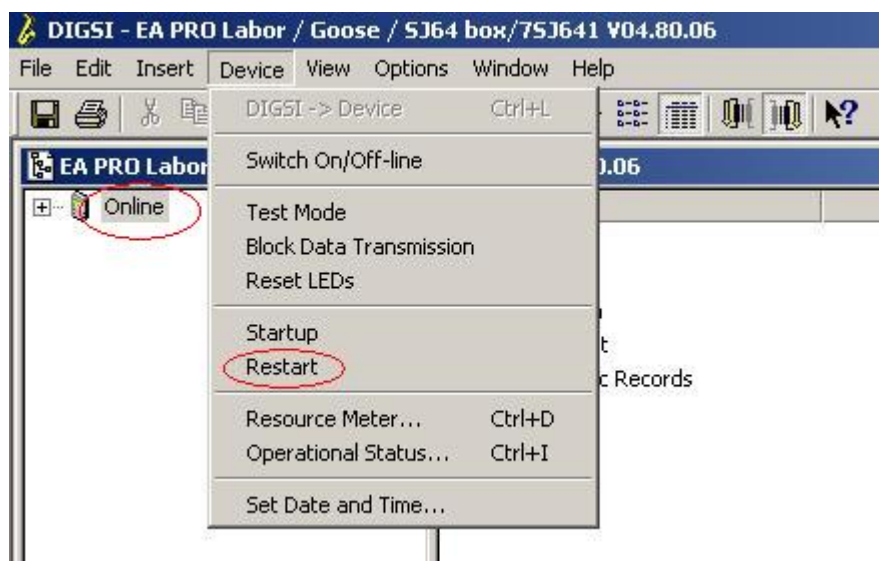 DIGSI - EA PRO Labor / Goose / SJ64 box/7SJ641 V04.80.06
File Edit Insert Device View Options Window Help
DIGSI -> Device Ctrl+L
EA PRO Labor
Switch On/Off-line
0.06
Online
Test Mode
Block Data Transmission
Reset LEDs
Startup
t
Restart
c Records
Resource Meter... Ctrl+D
Operational Status... Ctrl+I
Set Date and Time...